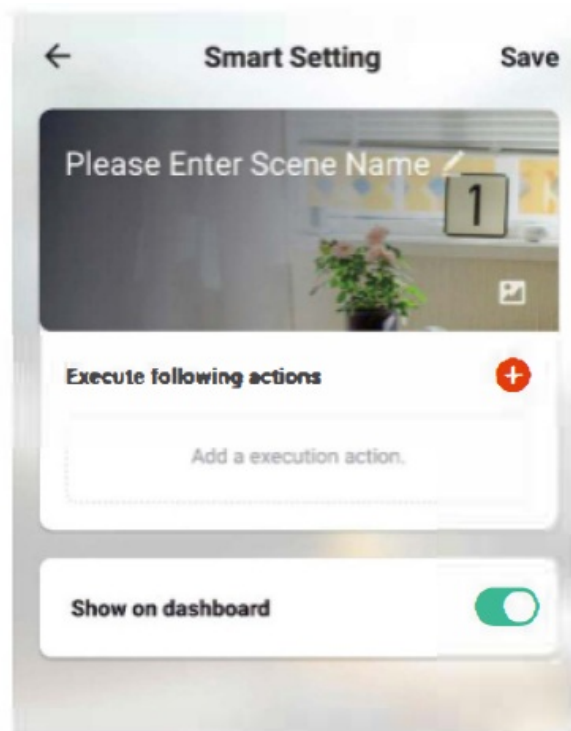 Smart Setting
Save
Please Enter Scene Name
1
Execute following actions
Add a execution action.
Show on dashboard